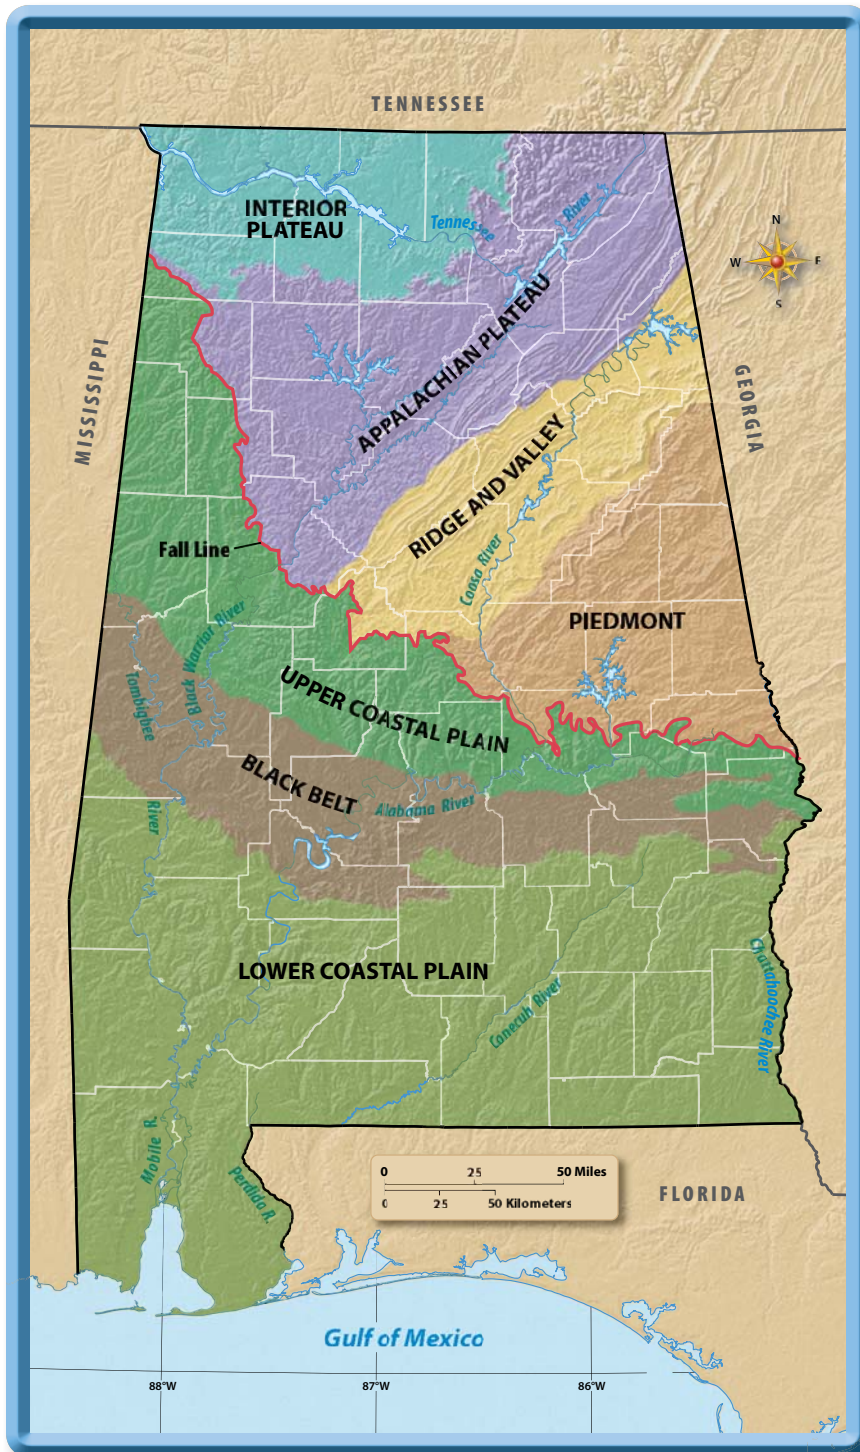 TENNESSEE
INTERIOR
PLATEAU
Tennessee
River
N
W
E
S
APPALACHIAN PLATEAU
MISSISSIPPI
GEORGIA
RIDGE AND VALLEY
Fall Line
Coosa River
Black Warrior River
PIEDMONT
Tombigbee
River
UPPER COASTAL PLAIN
BLACK BELT
Alabama River
LOWER COASTAL PLAIN
Conecuh River
Chattahoochee River
Mobile R.
Perdido R.
0 25 50 Miles
0 25 50 Kilometers
FLORIDA
Gulf of Mexico
88°W 87°W 86°W